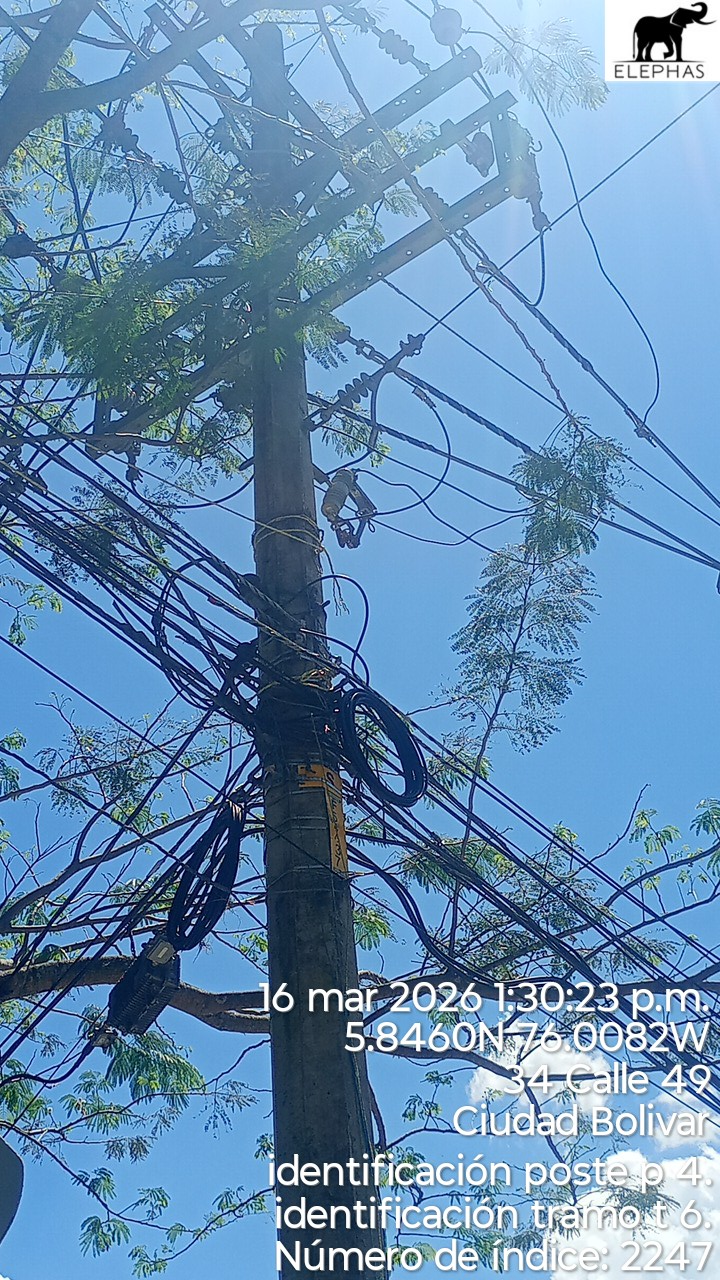 ELEPHAS
16 mar 2026 1:30:23 p.m.
5.8460N 76.0082W
34 Calle 49
Ciudad Bolivar
identificación poste p 4.
identificación tramo t 6.
Número de índice: 2247